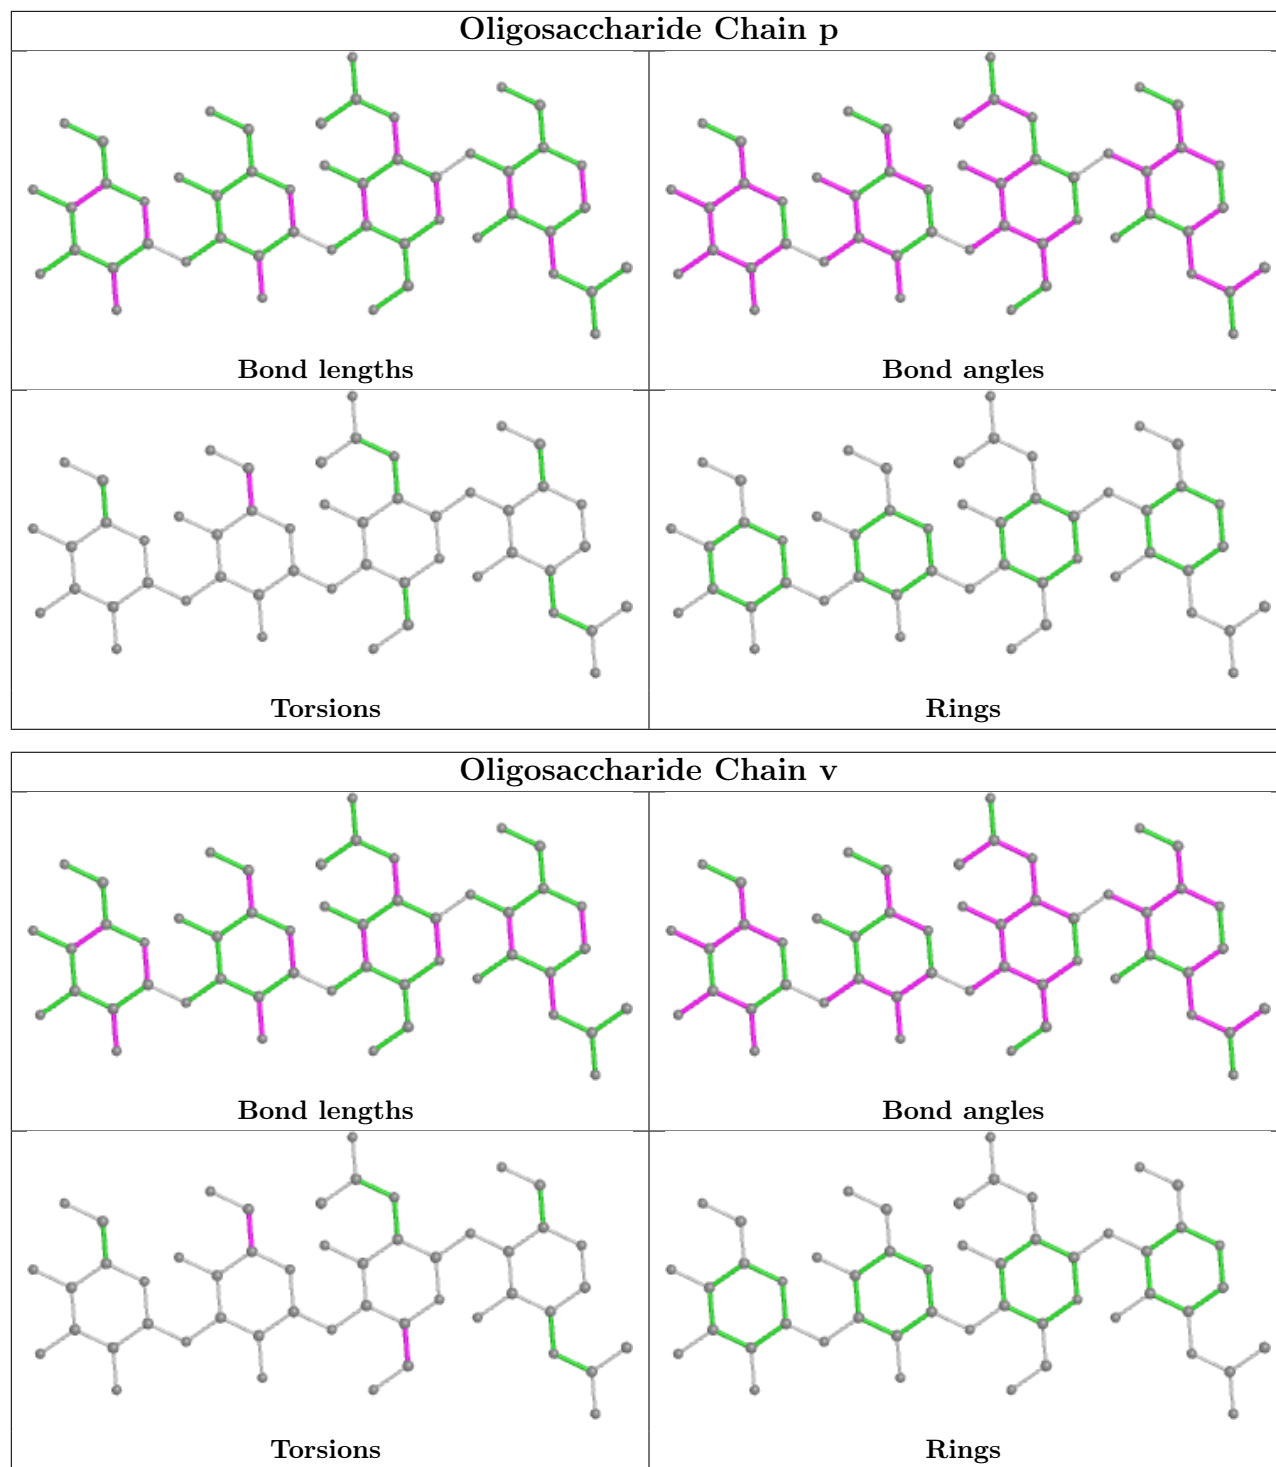 Oligosaccharide Chain p
Bond lengths
Bond angles
Torsions
Rings
Oligosaccharide Chain v
Bond lengths
Bond angles
Torsions
Rings